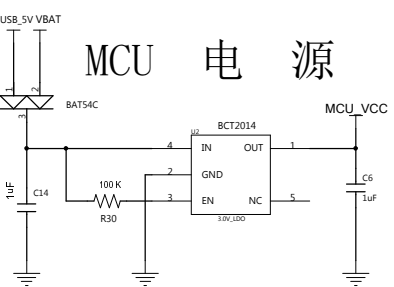 USB_5V VBAT
MCU 电 源
1
2
BAT54C
3
MCU_VCC
U2
BCT2014
4
IN
OUT
1
2
GND
C14
1uF
100 K
R30
3
EN
NC
5
3.0V_LDO
C6
1uF